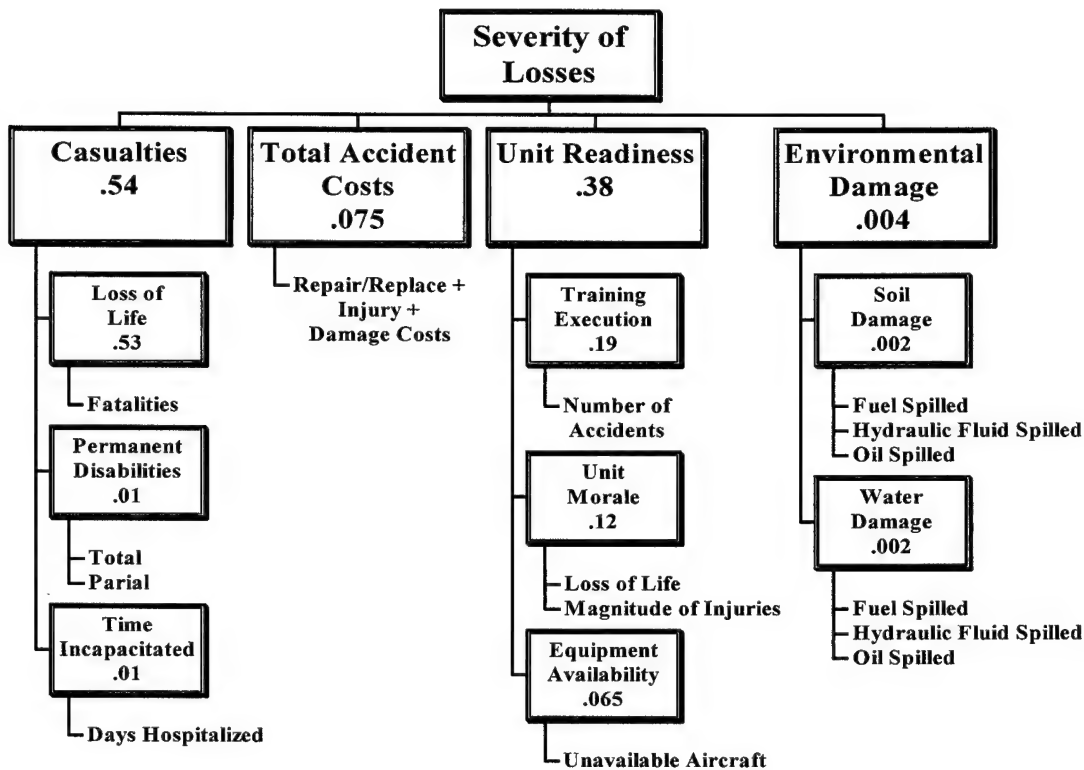 Severity of
Losses
Casualties
.54
Loss of
Life
.53
Fatalities
Permanent
Disabilities
.01
Total
Parial
Time
Incapacitated
.01
Days Hospitalized
Total Accident
Costs
.075
Repair/Replace +
Injury +
Damage Costs
Unit Readiness
.38
Training
Execution
.19
Number of
Accidents
Unit
Morale
.12
Loss of Life
Magnitude of Injuries
Equipment
Availability
.065
Unavailable Aircraft
Environmental
Damage
.004
Soil
Damage
.002
Fuel Spilled
Hydraulic Fluid Spilled
Oil Spilled
Water
Damage
.002
Fuel Spilled
Hydraulic Fluid Spilled
Oil Spilled